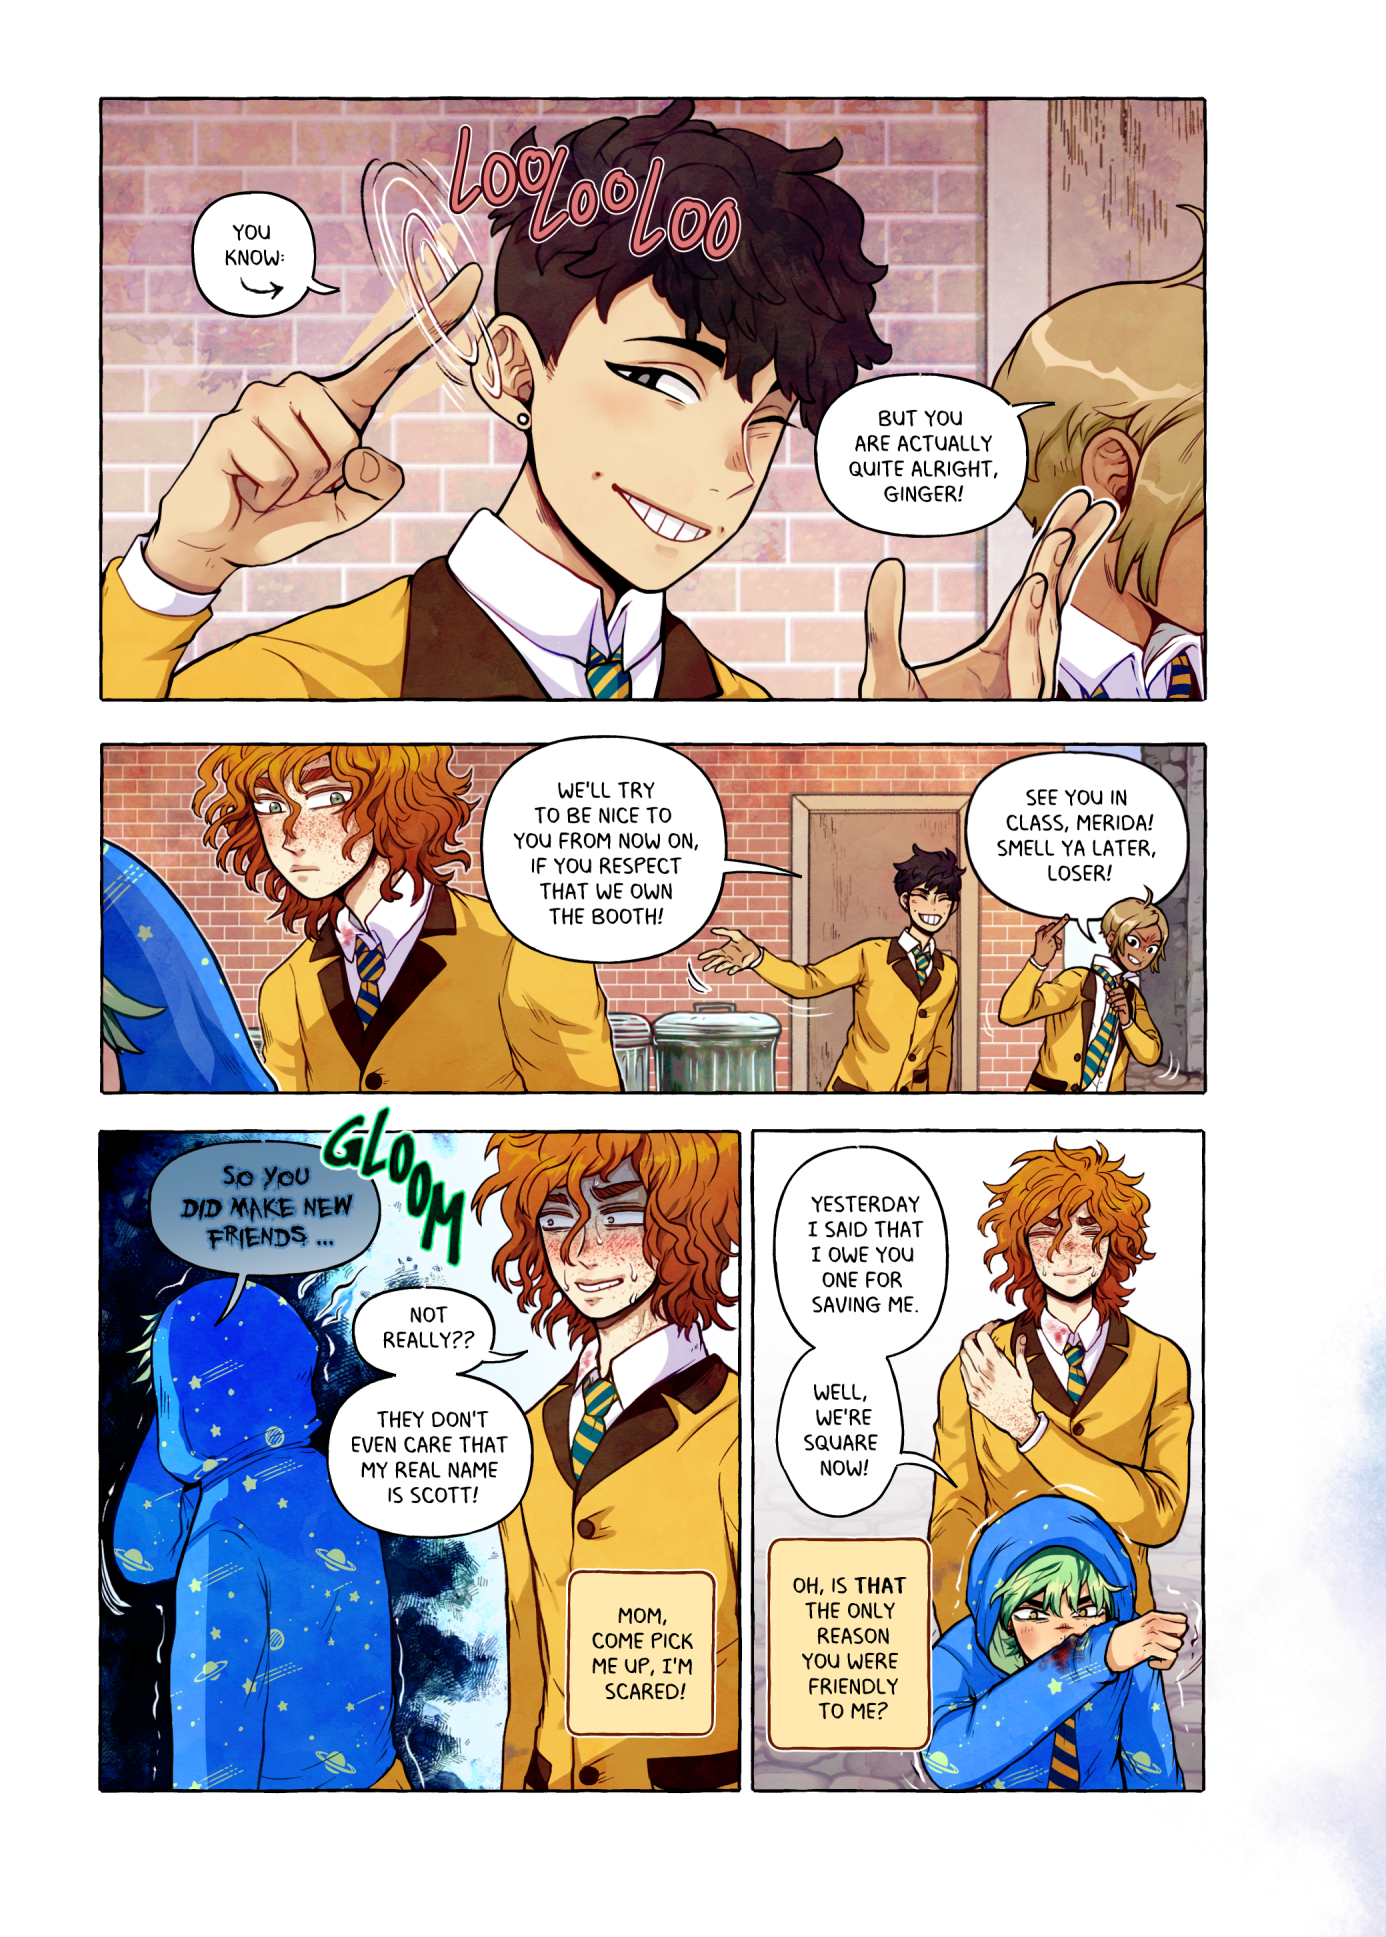 YOU
KNOW:
LOOLOOLOO
BUT YOU
ARE ACTUALLY
QUITE ALRIGHT,
GINGER!
WE'LL TRY
TO BE NICE TO
YOU FROM NOW ON,
IF YOU RESPECT
THAT WE OWN
THE BOOTH!
SEE YOU IN
CLASS, MERIDA!
SMELL YA LATER,
LOSER!
SO YOU
DID MAKE NEW
FRIENDS ...
GLOOM
NOT
REALLY??
THEY DON'T
EVEN CARE THAT
MY REAL NAME
IS SCOTT!
MOM,
COME PICK
ME UP, I'M
SCARED!
YESTERDAY
I SAID THAT
I OWE YOU
ONE FOR
SAVING ME.
WELL,
WE'RE
SQUARE
NOW!
OH, IS THAT
THE ONLY
REASON
YOU WERE
FRIENDLY
TO ME?